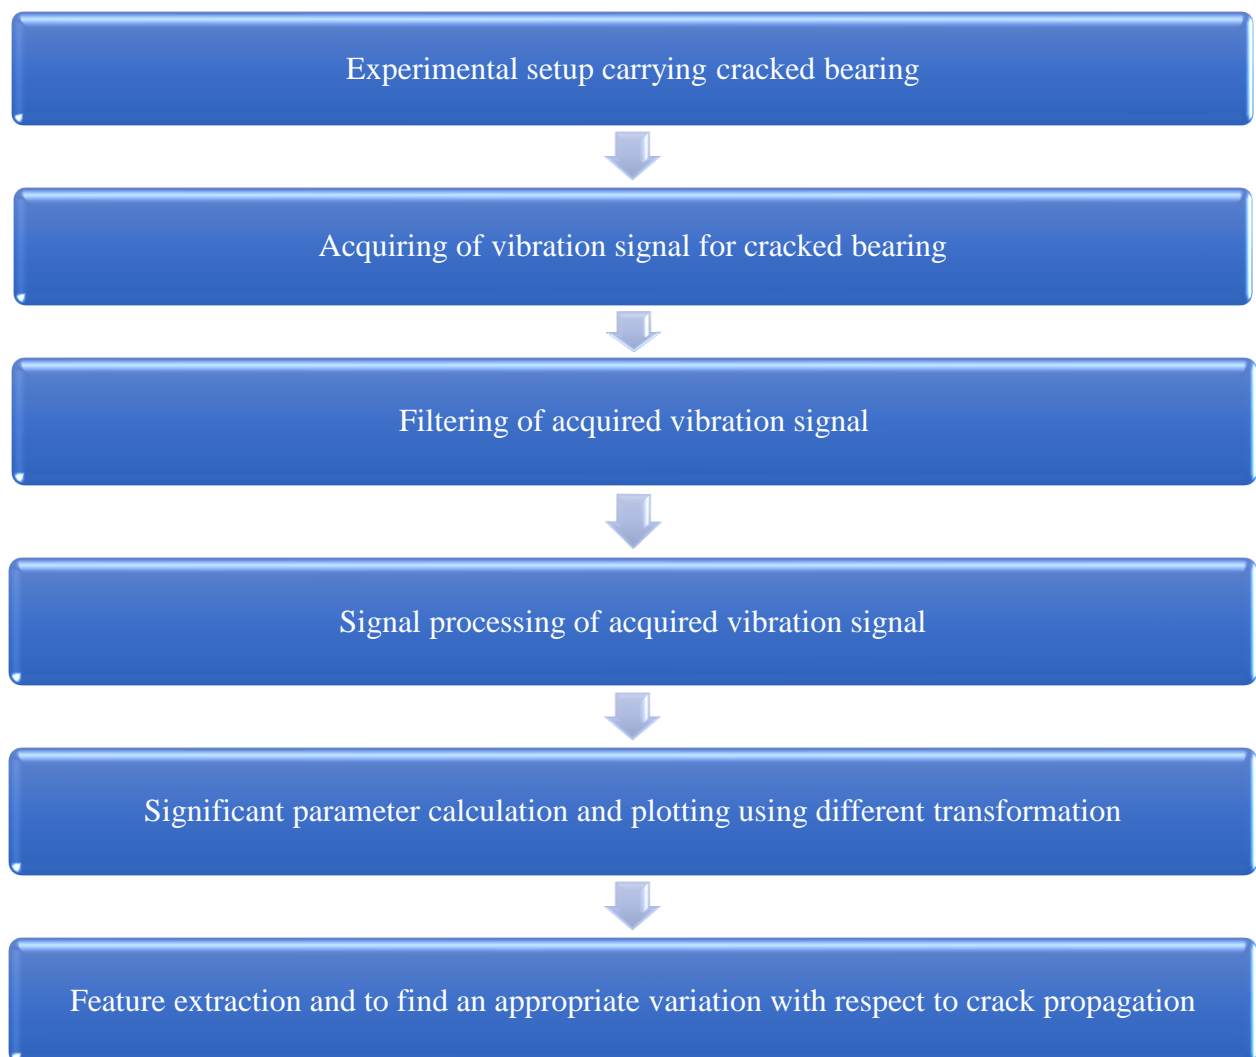 Experimental setup carrying cracked bearing
Acquiring of vibration signal for cracked bearing
Filtering of acquired vibration signal
Signal processing of acquired vibration signal
Significant parameter calculation and plotting using different transformation
Feature extraction and to find an appropriate variation with respect to crack propagation